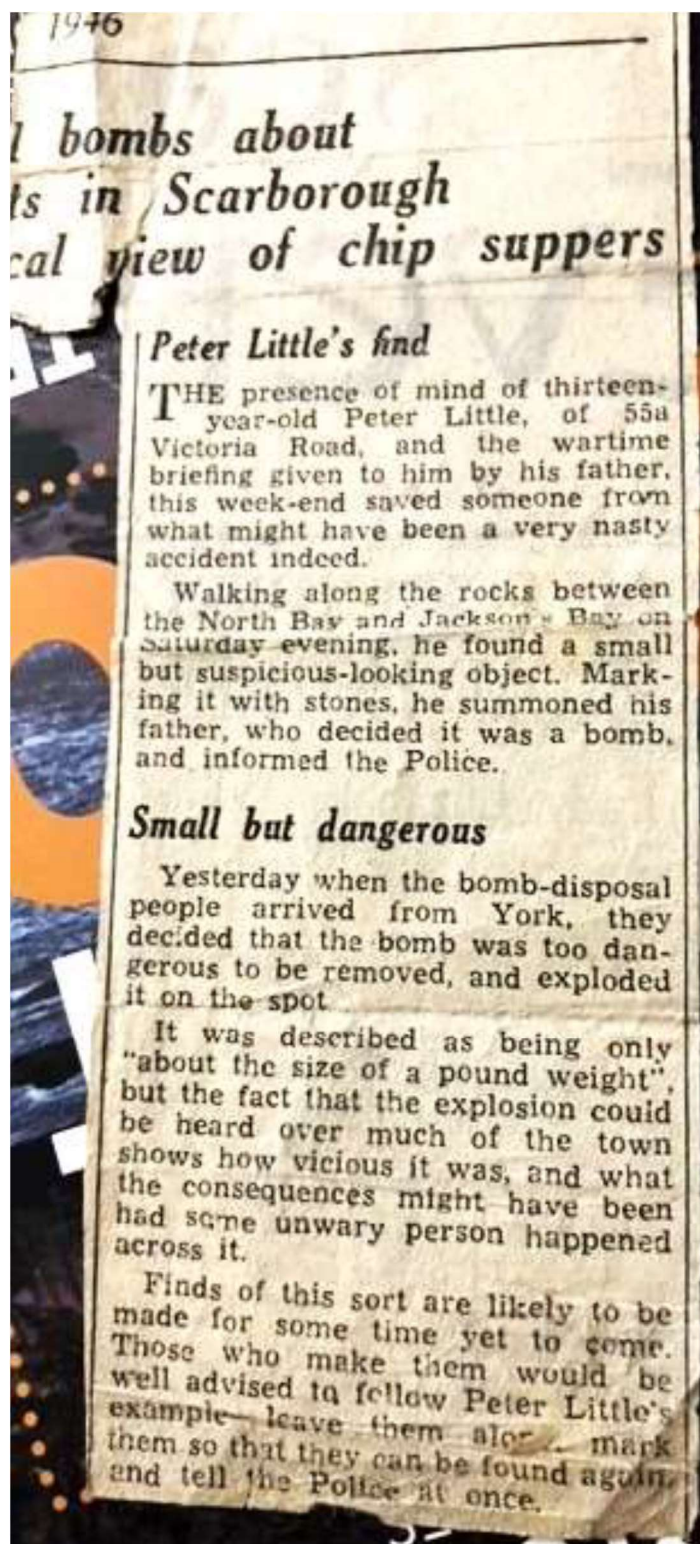 1946
bombs about
in Scarborough
view of chip suppers
Peter Little's find
THE presence of mind of thirteen-
year-old Peter Little, of 55a
Victoria Road, and the wartime
briefing given to him by his father,
this week-end saved someone from
what might have been a very nasty
accident indeed.
Walking along the rocks between
the North Bay and Jackson's Bay on
Saturday evening, he found a small
but suspicious-looking object. Mark-
ing it with stones, he summoned his
father, who decided it was a bomb,
and informed the Police.
Small but dangerous
Yesterday when the bomb-disposal
people arrived from York, they
decided that the bomb was too dan-
gerous to be removed, and exploded
it on the spot
It was described as being only
"about the size of a pound weight",
but the fact that the explosion could
be heard over much of the town
shows how vicious it was, and what
the consequences might have been
had some unwary person happened
across it.
Finds of this sort are likely to be
made for some time yet to come.
Those who make them would be
well advised to follow Peter Little's
example—leave them mark
them so that they can be found again,
and tell the Police at once.